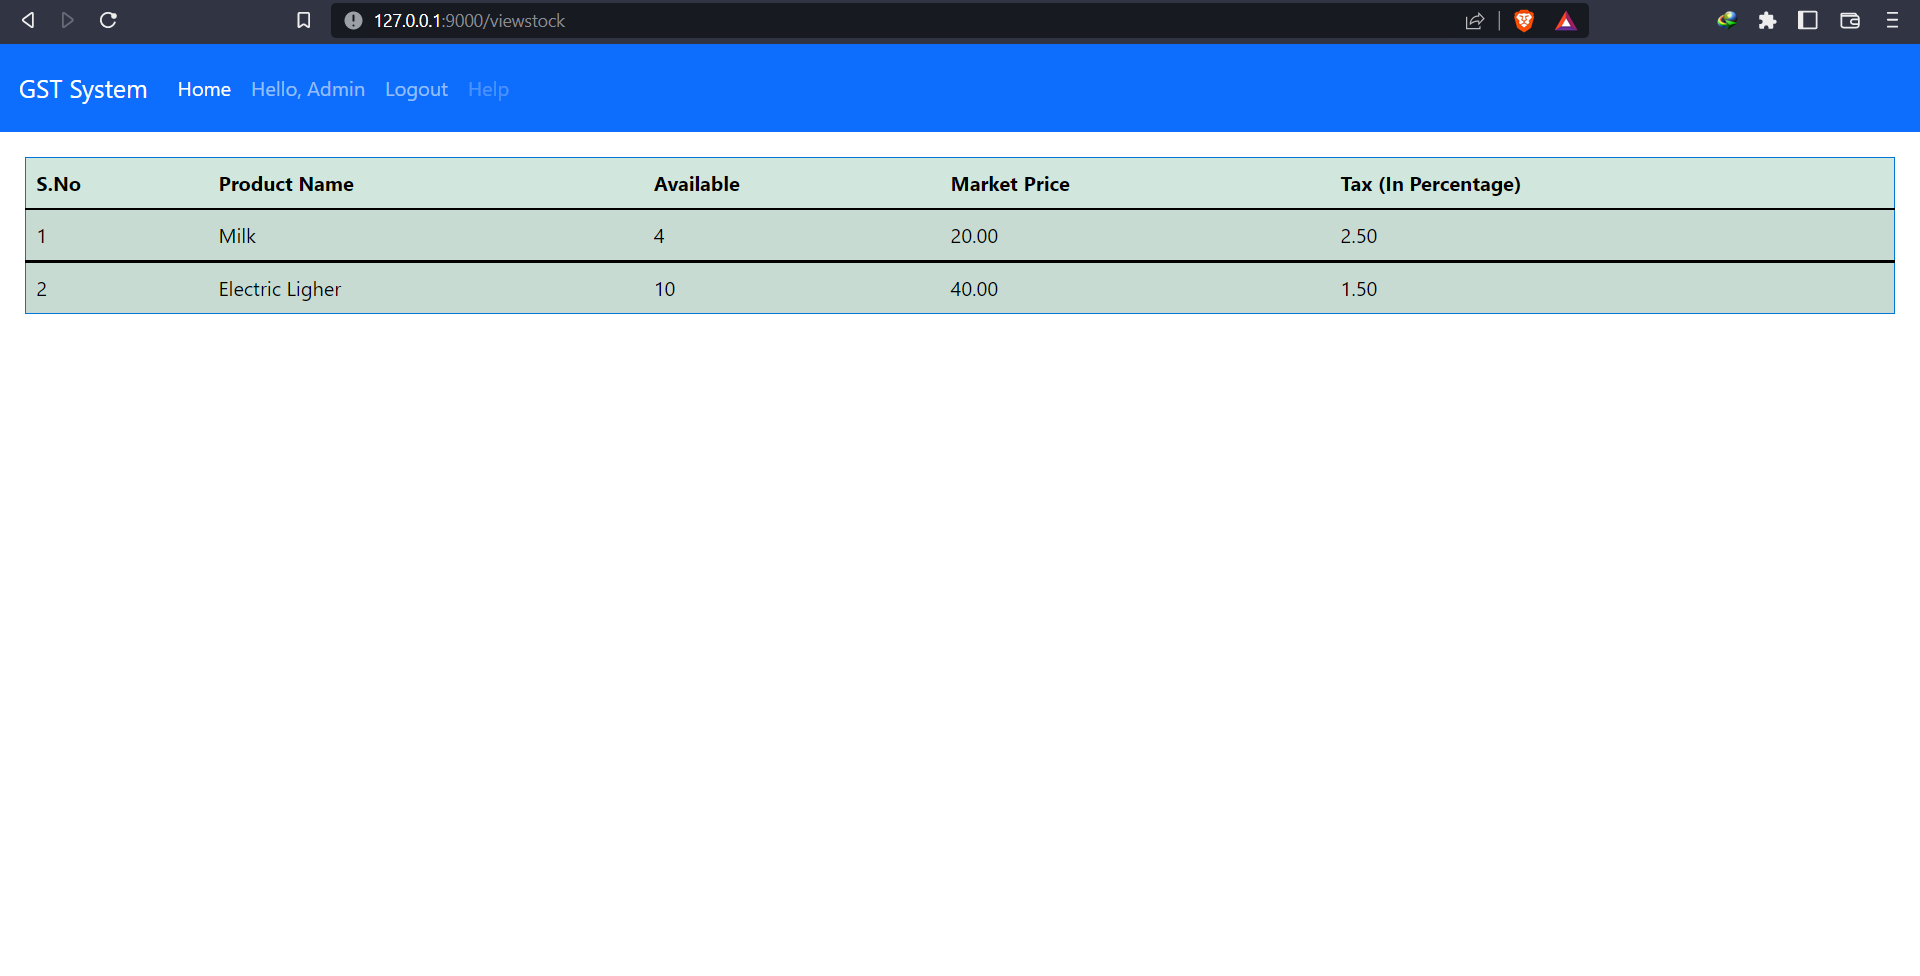 127.0.0.1:9000/viewstock
GST System Home Hello, Admin Logout Help
S.No Product Name Available Market Price Tax (In Percentage)
1 Milk 4 20.00 2.50
2 Electric Ligher 10 40.00 1.50